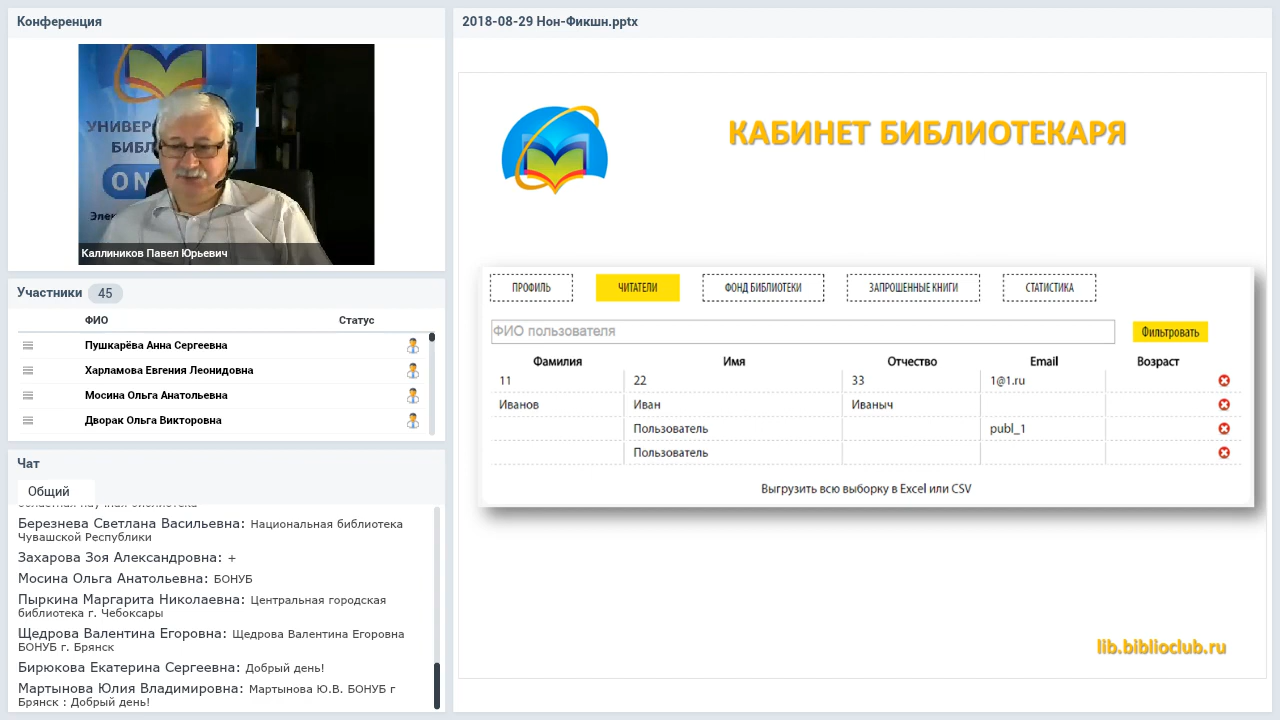 Конференция
УНИВЕР
БИБЛ
ON
Каллиников Павел Юрьевич
Участники 45
ФИО Статус
Пушкарёва Анна Сергеевна
Харламова Евгения Леонидовна
Мосина Ольга Анатольевна
Дворак Ольга Викторовна
Чат
Общий
Березнева Светлана Васильевна: Национальная библиотека
Чувашской Республики
Захарова Зоя Александровна: +
Мосина Ольга Анатольевна: БОНУБ
Пыркина Маргарита Николаевна: Центральная городская
библиотека г. Чебоксары
Щедрова Валентина Егоровна: Щедрова Валентина Егоровна
БОНУБ г. Брянск
Бирюкова Екатерина Сергеевна: Добрый день!
Мартынова Юлия Владимировна: Мартынова Ю.В. БОНУБ г
Брянск : Добрый день!
2018-08-29 Нон-Фикшн.pptx
КАБИНЕТ БИБЛИОТЕКАРЯ
ПРОФИЛЬ ЧИТАТЕЛИ ФОНД БИБЛИОТЕКИ ЗАПРОШЕННЫЕ КНИГИ СТАТИСТИКА
ФИО пользователя Фильтровать
Фамилия Имя Отчество Email Возраст
11 22 33 1@1.ru
Иванов Иван Иваныч
Пользователь publ_1
Пользователь
Выгрузить всю выборку в Excel или CSV
lib.biblioclub.ru